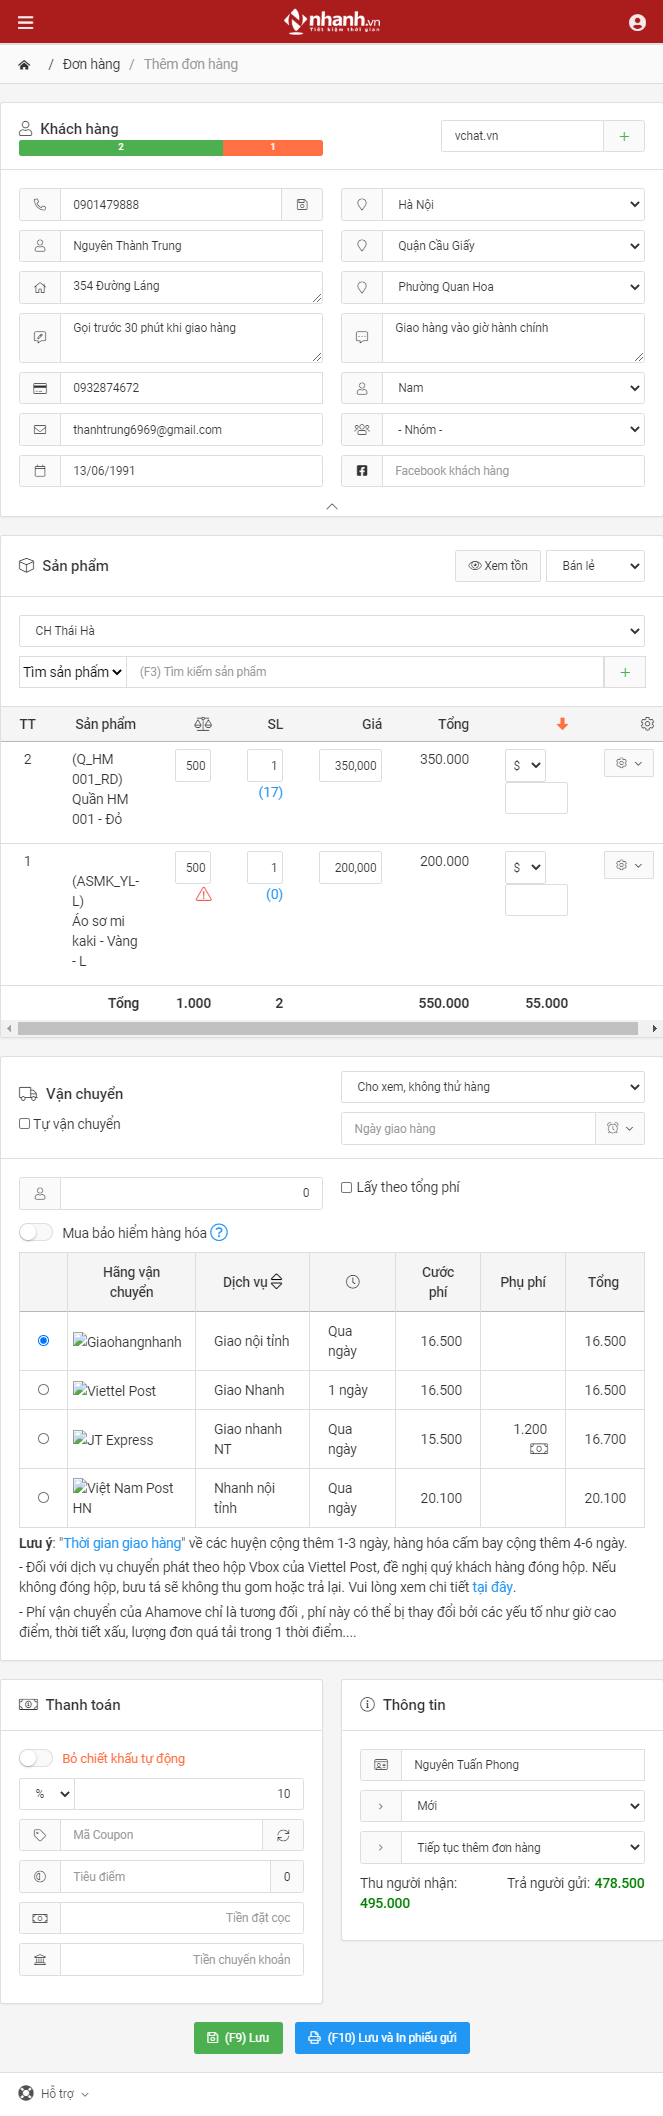 nhanh.vn
Tiết kiệm thời gian
/ Đơn hàng / Thêm đơn hàng
Khách hàng
2 1
vchat.vn
0901479888
Hà Nội
Nguyên Thành Trung
Quận Cầu Giấy
354 Đường Láng
Phường Quan Hoa
Gọi trước 30 phút khi giao hàng
Giao hàng vào giờ hành chính
0932874672
Nam
thanhtrung6969@gmail.com
- Nhóm -
13/06/1991
Facebook khách hàng
Sản phẩm
Xem tồn
Bán lẻ
CH Thái Hà
Tìm sản phẩm
(F3) Tìm kiếm sản phẩm
TT Sản phẩm SL Giá Tổng
2 (Q_HM 500 1 350,000 350.000 $
001_RD) (17)
Quần HM
001 - Đỏ
1 500 1 200,000 200.000 $
(ASMK_YL- (0)
L)
Áo sơ mi
kaki - Vàng
- L
Tổng 1.000 2 550.000 55.000
Vận chuyển
Cho xem, không thử hàng
Tự vận chuyển
Ngày giao hàng
0
Lấy theo tổng phí
Mua bảo hiểm hàng hóa
Hãng vận Dịch vụ Cước Phụ phí Tổng
chuyển phí
Giaohangnhanh Giao nội tỉnh Qua 16.500 16.500
ngày
Viettel Post Giao Nhanh 1 ngày 16.500 16.500
JT Express Giao nhanh Qua 15.500 1.200 16.700
NT ngày
Việt Nam Post Nhanh nội Qua 20.100 20.100
HN tỉnh ngày
Lưu ý: "Thời gian giao hàng" về các huyện cộng thêm 1-3 ngày, hàng hóa cấm bay cộng thêm 4-6 ngày.
- Đối với dịch vụ chuyển phát theo hộp Vbox của Viettel Post, đề nghị quý khách hàng đóng hộp. Nếu
không đóng hộp, bưu tá sẽ không thu gom hoặc trả lại. Vui lòng xem chi tiết tại đây.
- Phí vận chuyển của Ahamove chỉ là tương đối , phí này có thể bị thay đổi bởi các yếu tố như giờ cao
điểm, thời tiết xấu, lượng đơn quá tải trong 1 thời điểm....
Thanh toán
Bỏ chiết khấu tự động
% 10
Mã Coupon
Tiêu điểm 0
Tiền đặt cọc
Tiền chuyển khoản
Thông tin
Nguyên Tuấn Phong
Mới
Tiếp tục thêm đơn hàng
Thu người nhận: Trả người gửi: 478.500
495.000
(F9) Lưu
(F10) Lưu và In phiếu gửi
Hỗ trợ